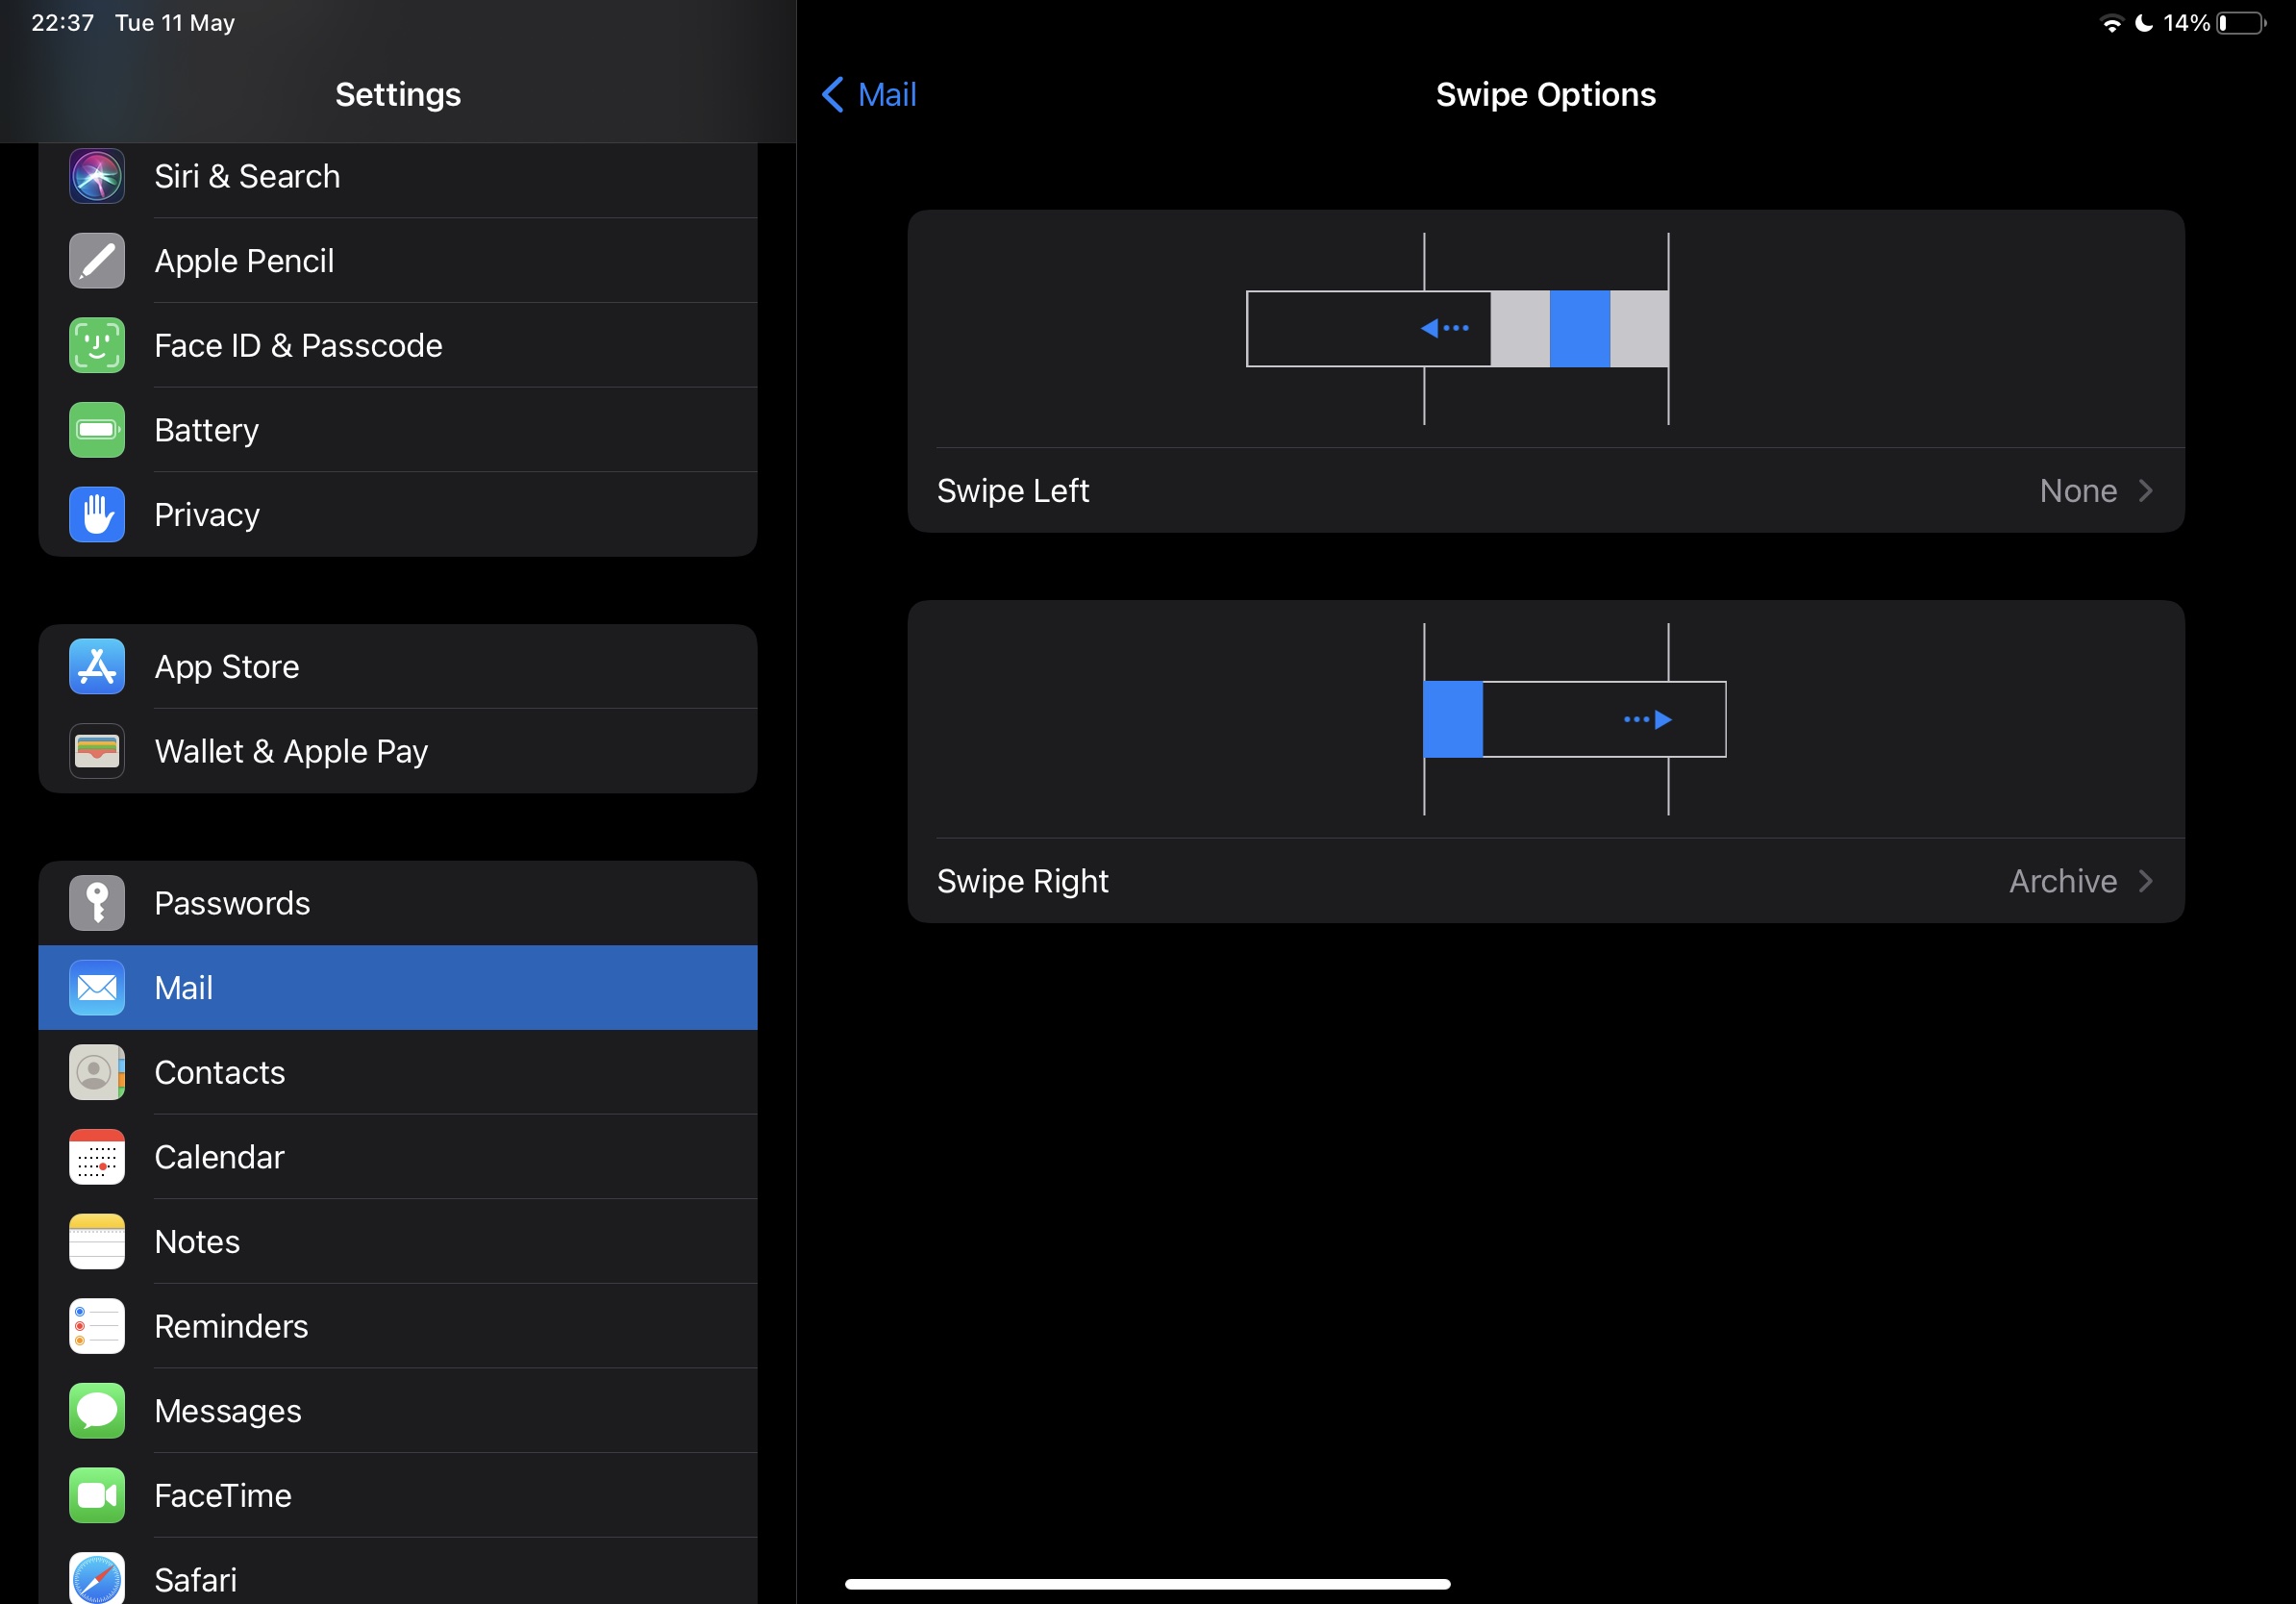 22:37 Tue 11 May
14%
Settings
Siri & Search
Apple Pencil
Face ID & Passcode
Battery
Privacy
App Store
Wallet & Apple Pay
Passwords
Mail
Contacts
Calendar
Notes
Reminders
Messages
FaceTime
Safari
Mail
Swipe Options
Swipe Left None
Swipe Right Archive